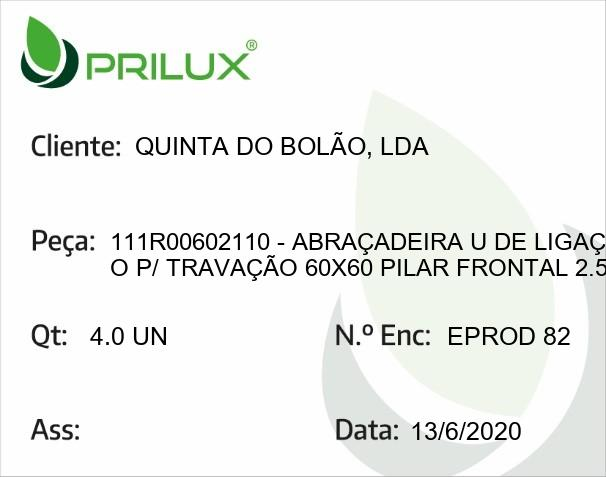 PRILUX®
Cliente: QUINTA DO BOLÃO, LDA
Peça: 111R00602110 - ABRAÇADEIRA U DE LIGAÇ
O P/ TRAVAÇÃO 60X60 PILAR FRONTAL 2.5
Qt: 4.0 UN N.º Enc: EPROD 82
Ass: Data: 13/6/2020